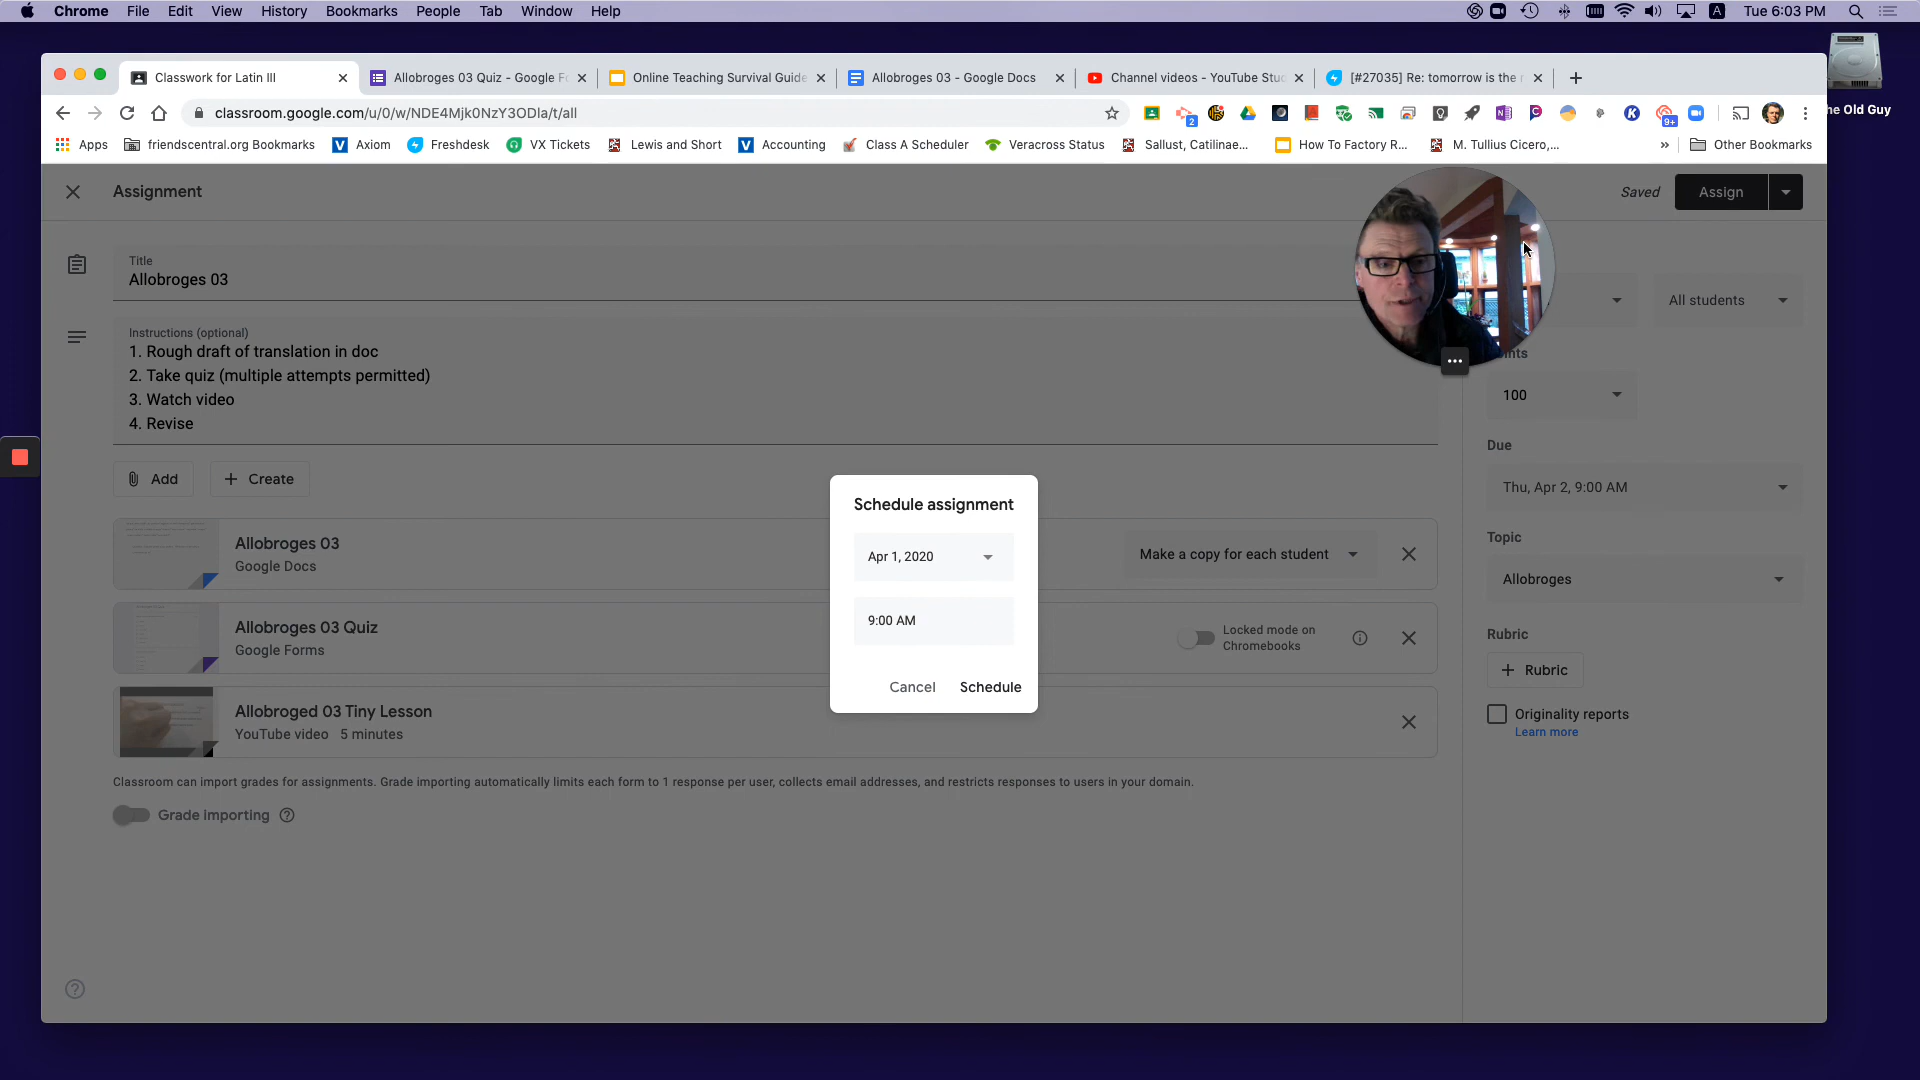 Chrome File Edit View History Bookmarks People Tab Window Help
A Tue 6:03 PM
Classwork for Latin III
Allobroges 03 Quiz - Google Fo
Online Teaching Survival Guide
Allobroges 03 - Google Docs
Channel videos - YouTube Stud
[#27035] Re: tomorrow is the
classroom.google.com/u/0/w/NDE4Mjk0NzY3ODla/t/all
2
9+
he Old Guy
Apps friendscentral.org Bookmarks Axiom Freshdesk VX Tickets Lewis and Short Accounting Class A Scheduler Veracross Status Sallust, Catilinae... How To Factory R... M. Tullius Cicero,... » Other Bookmarks
Assignment
Saved
Assign
Title
Allobroges 03
All students
Instructions (optional)
1. Rough draft of translation in doc
2. Take quiz (multiple attempts permitted)
3. Watch video
4. Revise
100
Due
Thu, Apr 2, 9:00 AM
Add
Create
Schedule assignment
Apr 1, 2020
9:00 AM
Cancel
Schedule
Topic
Allobroges
Allobroges 03
Google Docs
Make a copy for each student
Allobroges 03 Quiz
Google Forms
Locked mode on
Chromebooks
Rubric
Rubric
Allobroged 03 Tiny Lesson
YouTube video 5 minutes
Originality reports
Learn more
Classroom can import grades for assignments. Grade importing automatically limits each form to 1 response per user, collects email addresses, and restricts responses to users in your domain.
Grade importing